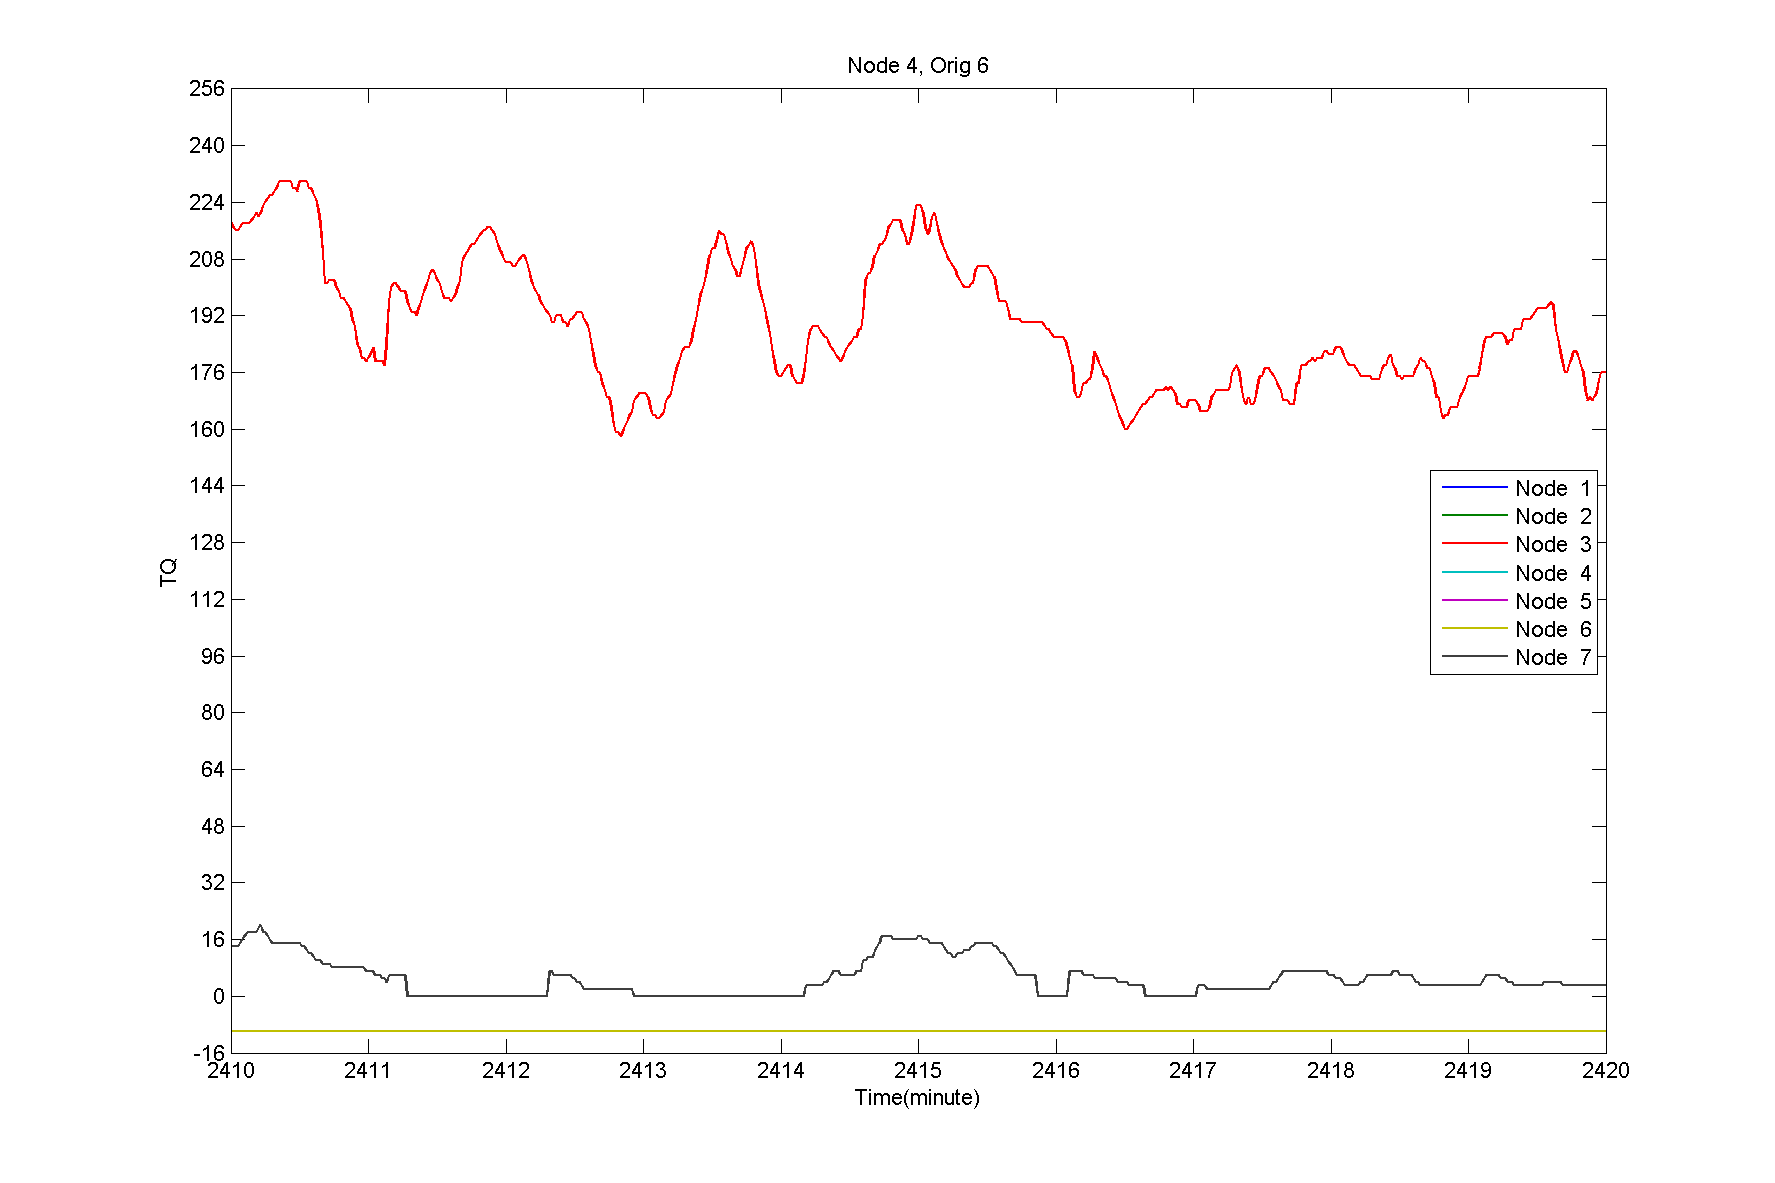 Node 4, Orig 6
256
240
224
208
192
176
160
144
128
112
96
80
64
48
32
16
0
-16
TQ
Node 1
Node 2
Node 3
Node 4
Node 5
Node 6
Node 7
2410 2411 2412 2413 2414 2415 2416 2417 2418 2419 2420
Time(minute)